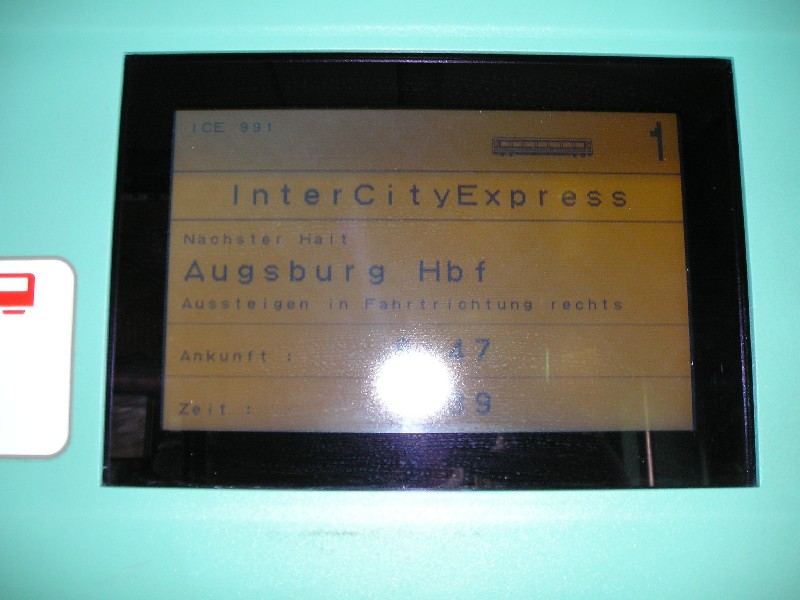 ICE 991
1
InterCityExpress
Nächster Halt
Augsburg Hbf
Aussteigen in Fahrtrichtung rechts
Ankunft : 47
Zeit :